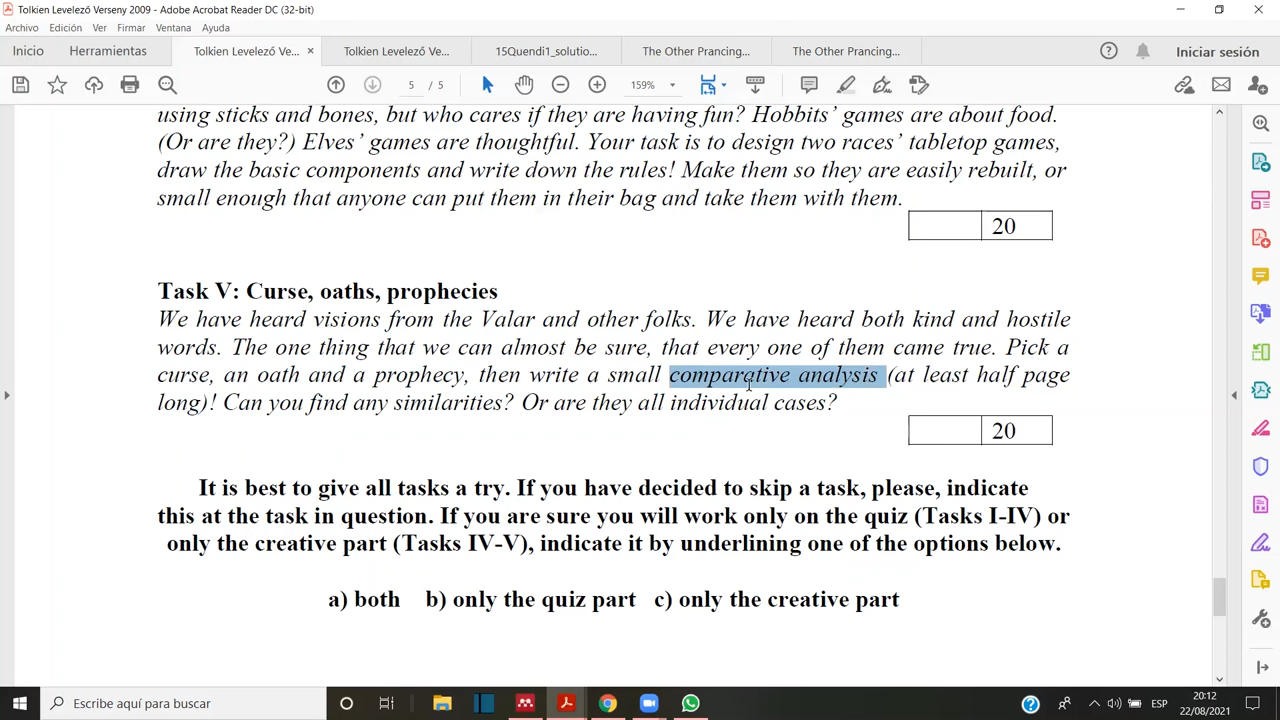 Tolkien Levelező Verseny 2009 - Adobe Acrobat Reader DC (32-bit)
Archivo Edición Ver Firmar Ventana Ayuda
Inicio Herramientas Tolkien Levelező Ve... × Tolkien Levelező Ve... 15Quendi1_solutio... The Other Prancing... The Other Prancing... Iniciar sesión
5 / 5 159%
using sticks and bones, but who cares if they are having fun? Hobbits' games are about food.
(Or are they?) Elves' games are thoughtful. Your task is to design two races' tabletop games,
draw the basic components and write down the rules! Make them so they are easily rebuilt, or
small enough that anyone can put them in their bag and take them with them.
20
Task V: Curse, oaths, prophecies
We have heard visions from the Valar and other folks. We have heard both kind and hostile
words. The one thing that we can almost be sure, that every one of them came true. Pick a
curse, an oath and a prophecy, then write a small comparative analysis (at least half page
long)! Can you find any similarities? Or are they all individual cases?
20
It is best to give all tasks a try. If you have decided to skip a task, please, indicate
this at the task in question. If you are sure you will work only on the quiz (Tasks I-IV) or
only the creative part (Tasks IV-V), indicate it by underlining one of the options below.
a) both b) only the quiz part c) only the creative part
Escribe aquí para buscar
ESP
20:12
22/08/2021